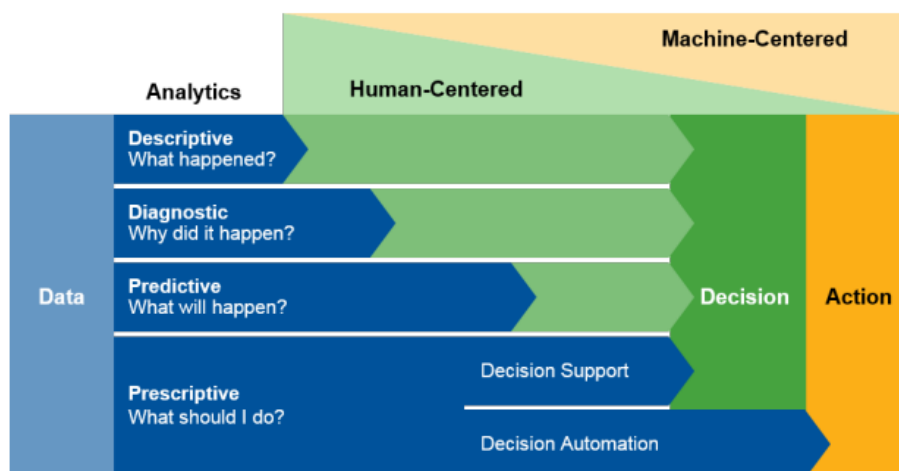 Machine-Centered
Analytics
Human-Centered
Descriptive
What happened?
Diagnostic
Why did it happen?
Data
Predictive
What will happen?
Decision
Action
Prescriptive
What should I do?
Decision Support
Decision Automation